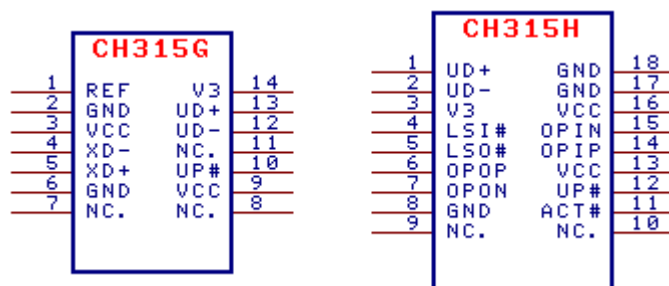 CH315G
1 REF V3 14
2 GND UD+ 13
3 VCC UD- 12
4 XD- NC. 11
5 XD+ UP# 10
6 GND VCC 9
7 NC. NC. 8
CH315H
1 UD+ GND 18
2 UD- GND 17
3 V3 VCC 16
4 LSI# OPIN 15
5 LSO# OPIP 14
6 OPOP VCC 13
7 OPON UP# 12
8 GND ACT# 11
9 NC. NC. 10